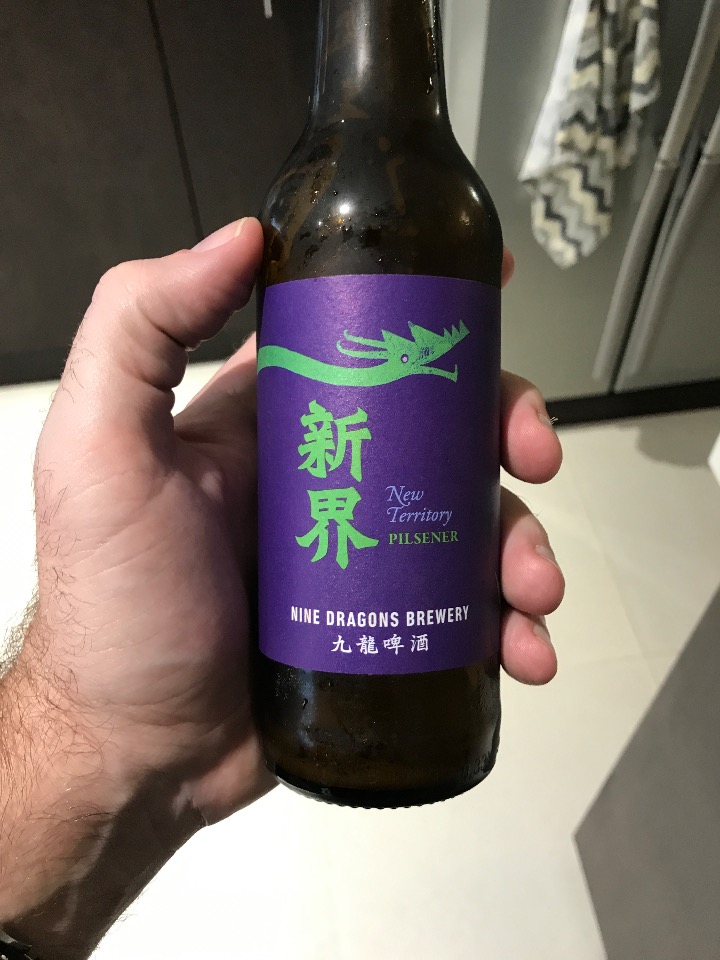 新
界
New
Territory
PILSENER
NINE DRAGONS BREWERY
九龍啤酒